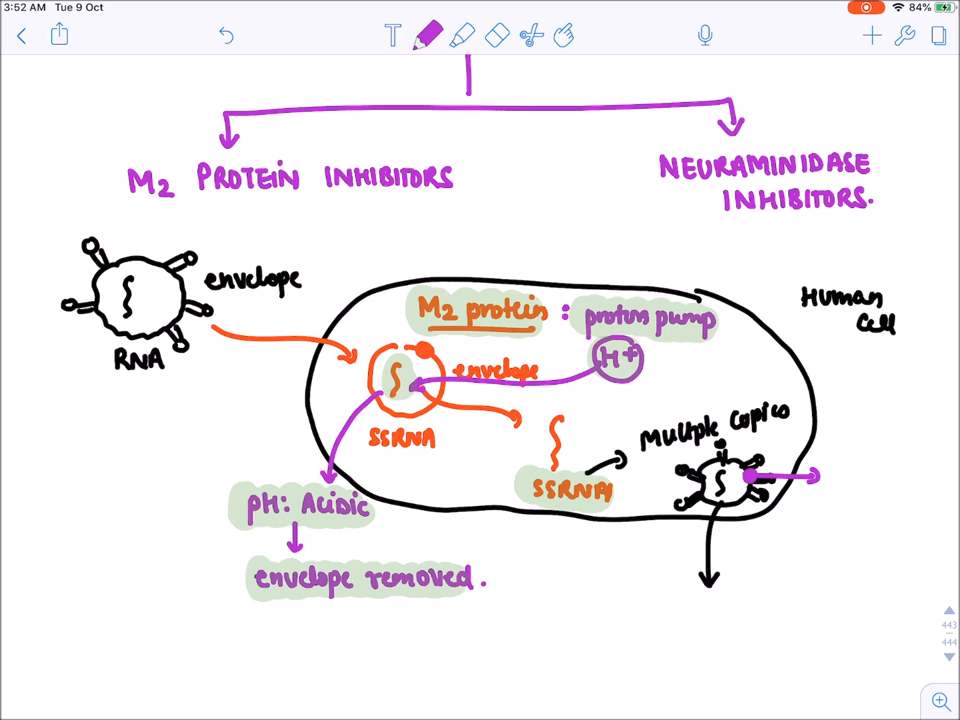 3:52 AM Tue 9 Oct
84%
T
M2 PROTEIN INHIBITORS
NEURAMINIDASE
INHIBITORS.
envelope
RNA
Human
Cell
M2 protein : proton pump
H+
envelope
SSRNA
Multiple Copies
SSRNA
pH: Acidic
envelope removed.
443
444